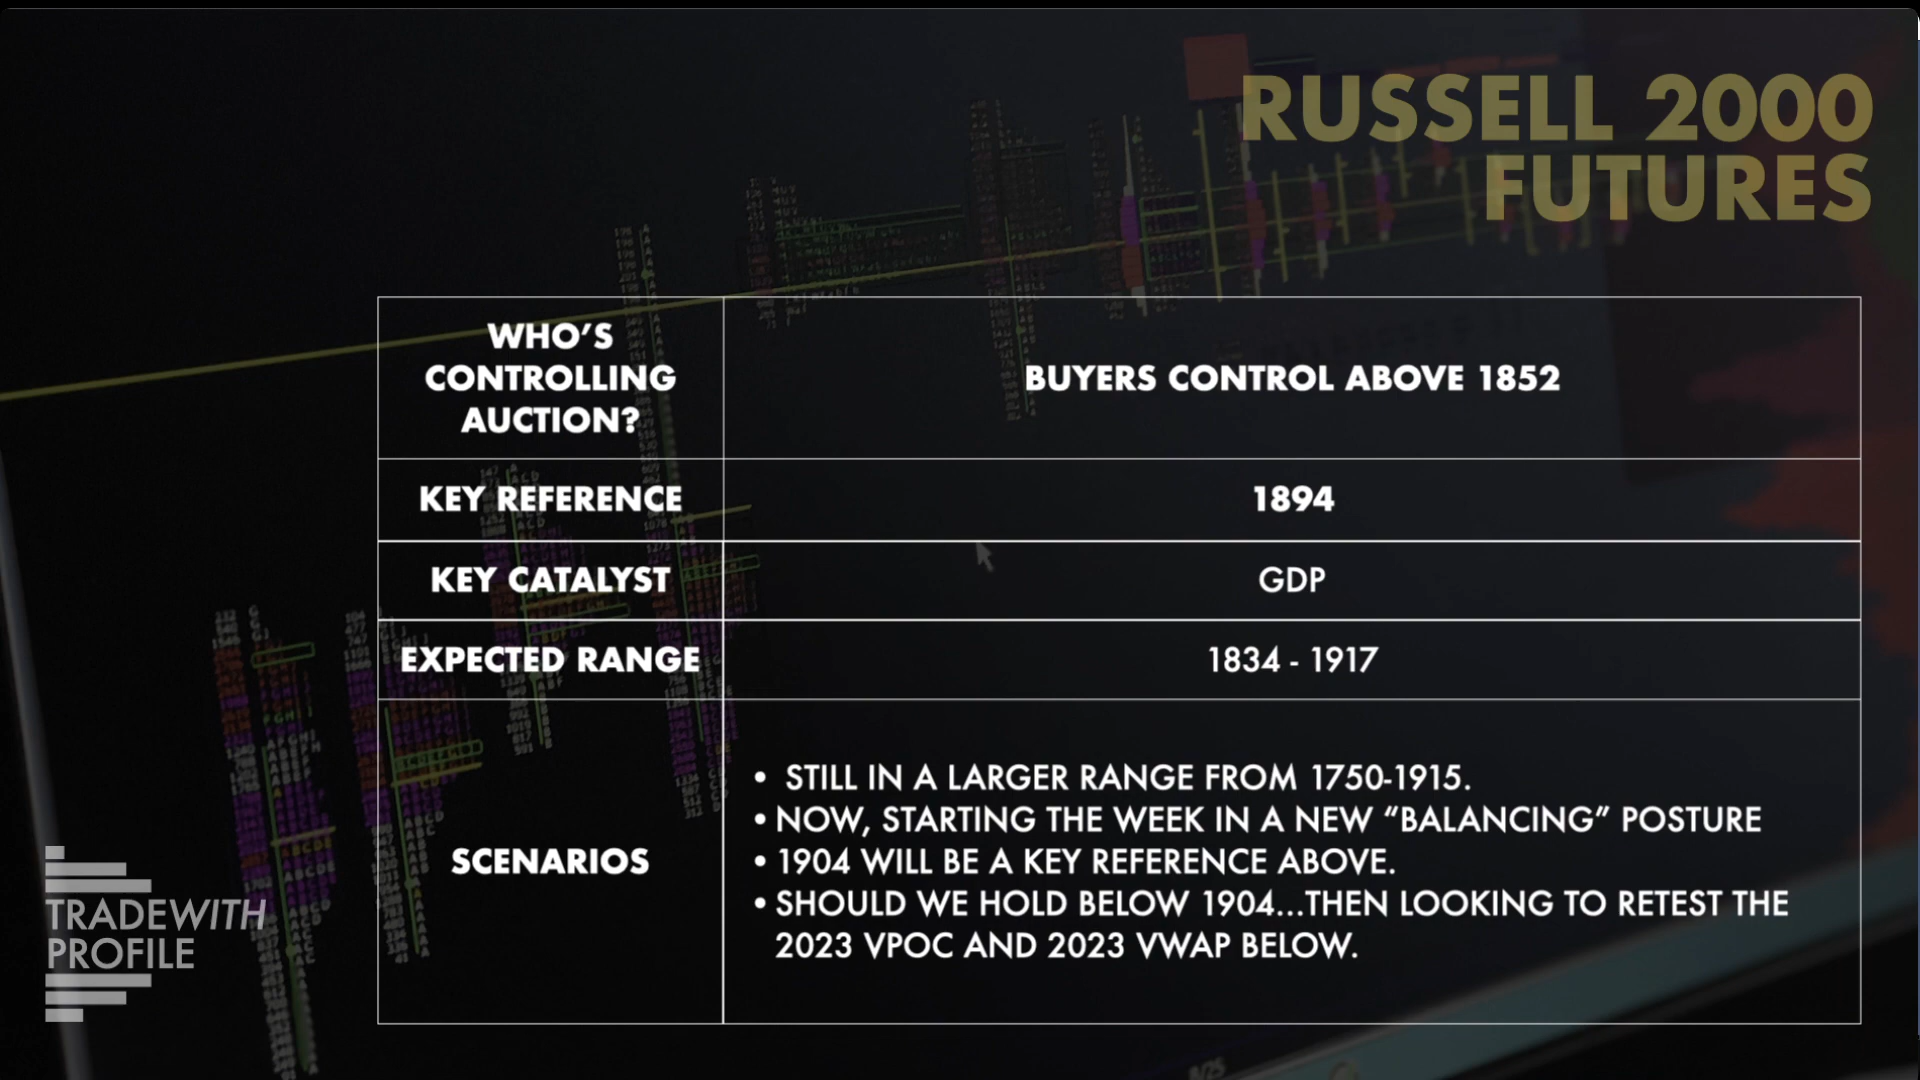 RUSSELL 2000
FUTURES
WHO’S
CONTROLLING
AUCTION?
BUYERS CONTROL ABOVE 1852
KEY REFERENCE
1894
KEY CATALYST
GDP
EXPECTED RANGE
1834 - 1917
SCENARIOS
• STILL IN A LARGER RANGE FROM 1750-1915.
• NOW, STARTING THE WEEK IN A NEW “BALANCING” POSTURE
• 1904 WILL BE A KEY REFERENCE ABOVE.
• SHOULD WE HOLD BELOW 1904...THEN LOOKING TO RETEST THE
2023 VPOC AND 2023 VWAP BELOW.
TRADEWITH
PROFILE